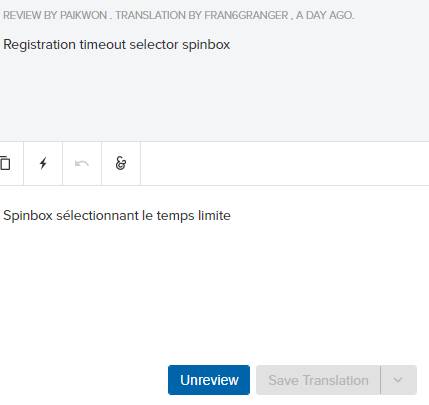 REVIEW BY PAIKWON . TRANSLATION BY FRAN6GRANGER , A DAY AGO.
Registration timeout selector spinbox
Spinbox sélectionnant le temps limite
Unreview
Save Translation